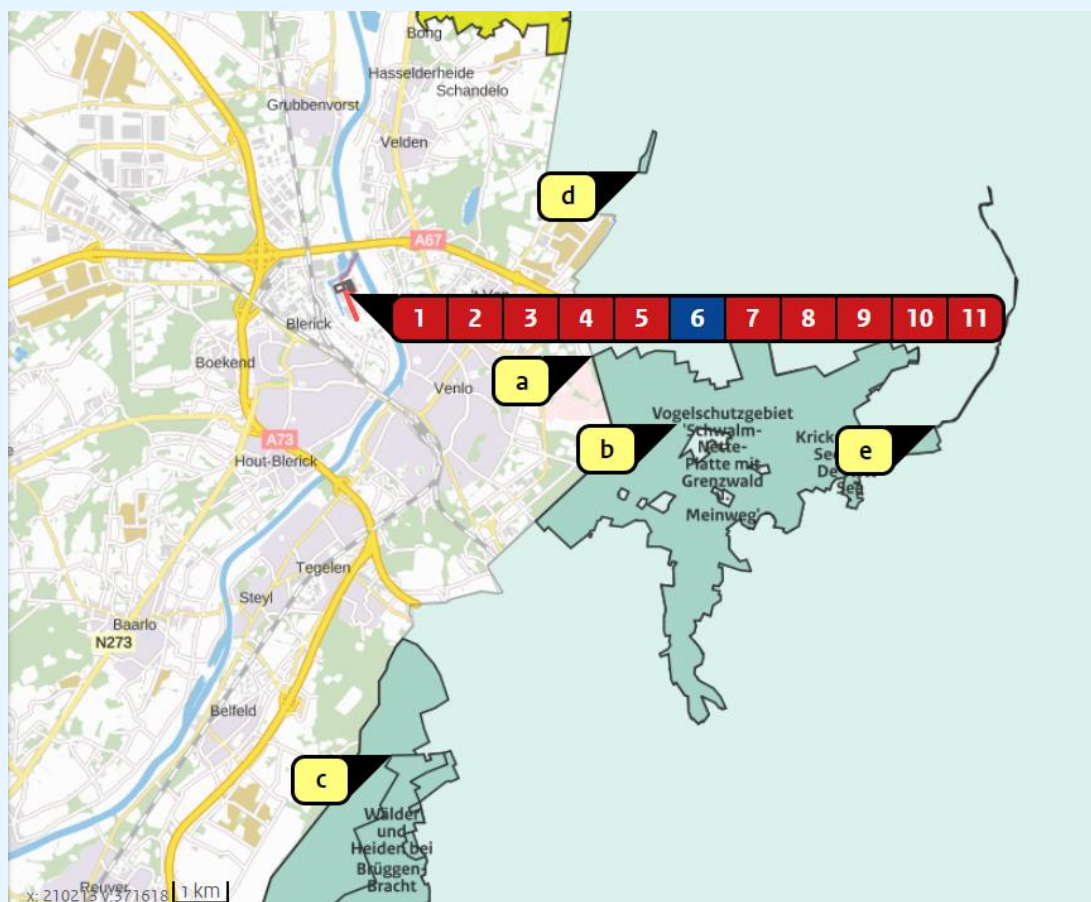 Bong
Hasselderheide
Schandelo
Grubbenvorst
Velden
d
A67
1 2 3 4 5 6 7 8 9 10 11
Blerick
Boekend
a
Venlo
Vogelschutzgebiet
'Schwalm-
Nette-
Platte mit
Grenzwald
Meinweg'
b
e
A73
Hout-Blerick
Tegelen
Steyl
Baarlo
N273
Belfeld
c
Wälder
und
Heiden bei
Brüggen-
Bracht
Reuver
1 km